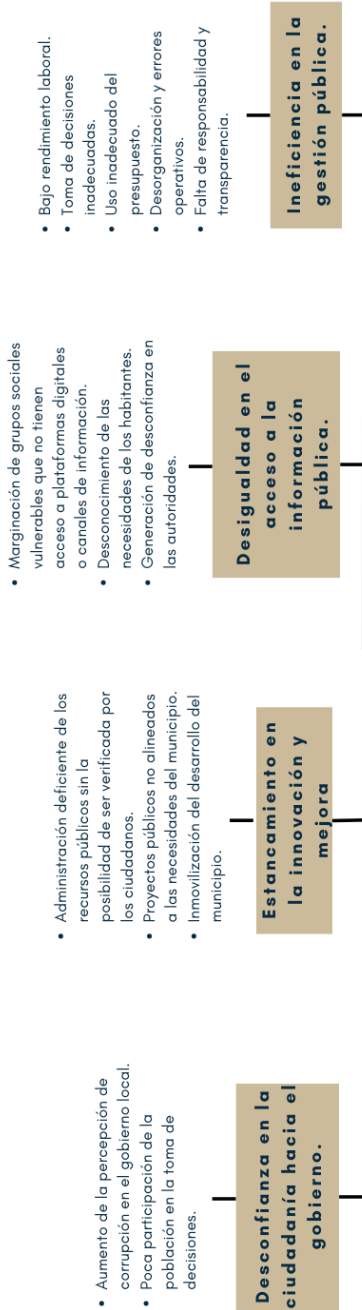 • Aumento de la percepción de
corrupción en el gobierno local.
• Poca participación de la
población en la toma de
decisiones.
Desconfianza en la
ciudadanía hacia el
gobierno.
• Administración deficiente de los
recursos públicos sin la
posibilidad de ser verificada por
los ciudadanos.
• Proyectos públicos no alineados
a las necesidades del municipio.
• Inmovilización del desarrollo del
municipio.
Estancamiento en
la innovación y
mejora
• Marginación de grupos sociales
vulnerables que no tienen
acceso a plataformas digitales
o canales de información.
• Desconocimiento de las
necesidades de los habitantes.
• Generación de desconfianza en
las autoridades.
Desigualdad en el
acceso a la
información
pública.
• Bajo rendimiento laboral.
• Toma de decisiones
inadecuadas.
• Uso inadecuado del
presupuesto.
• Desorganización y errores
operativos.
• Falta de responsabilidad y
transparencia.
Ineficiencia en la
gestión pública.